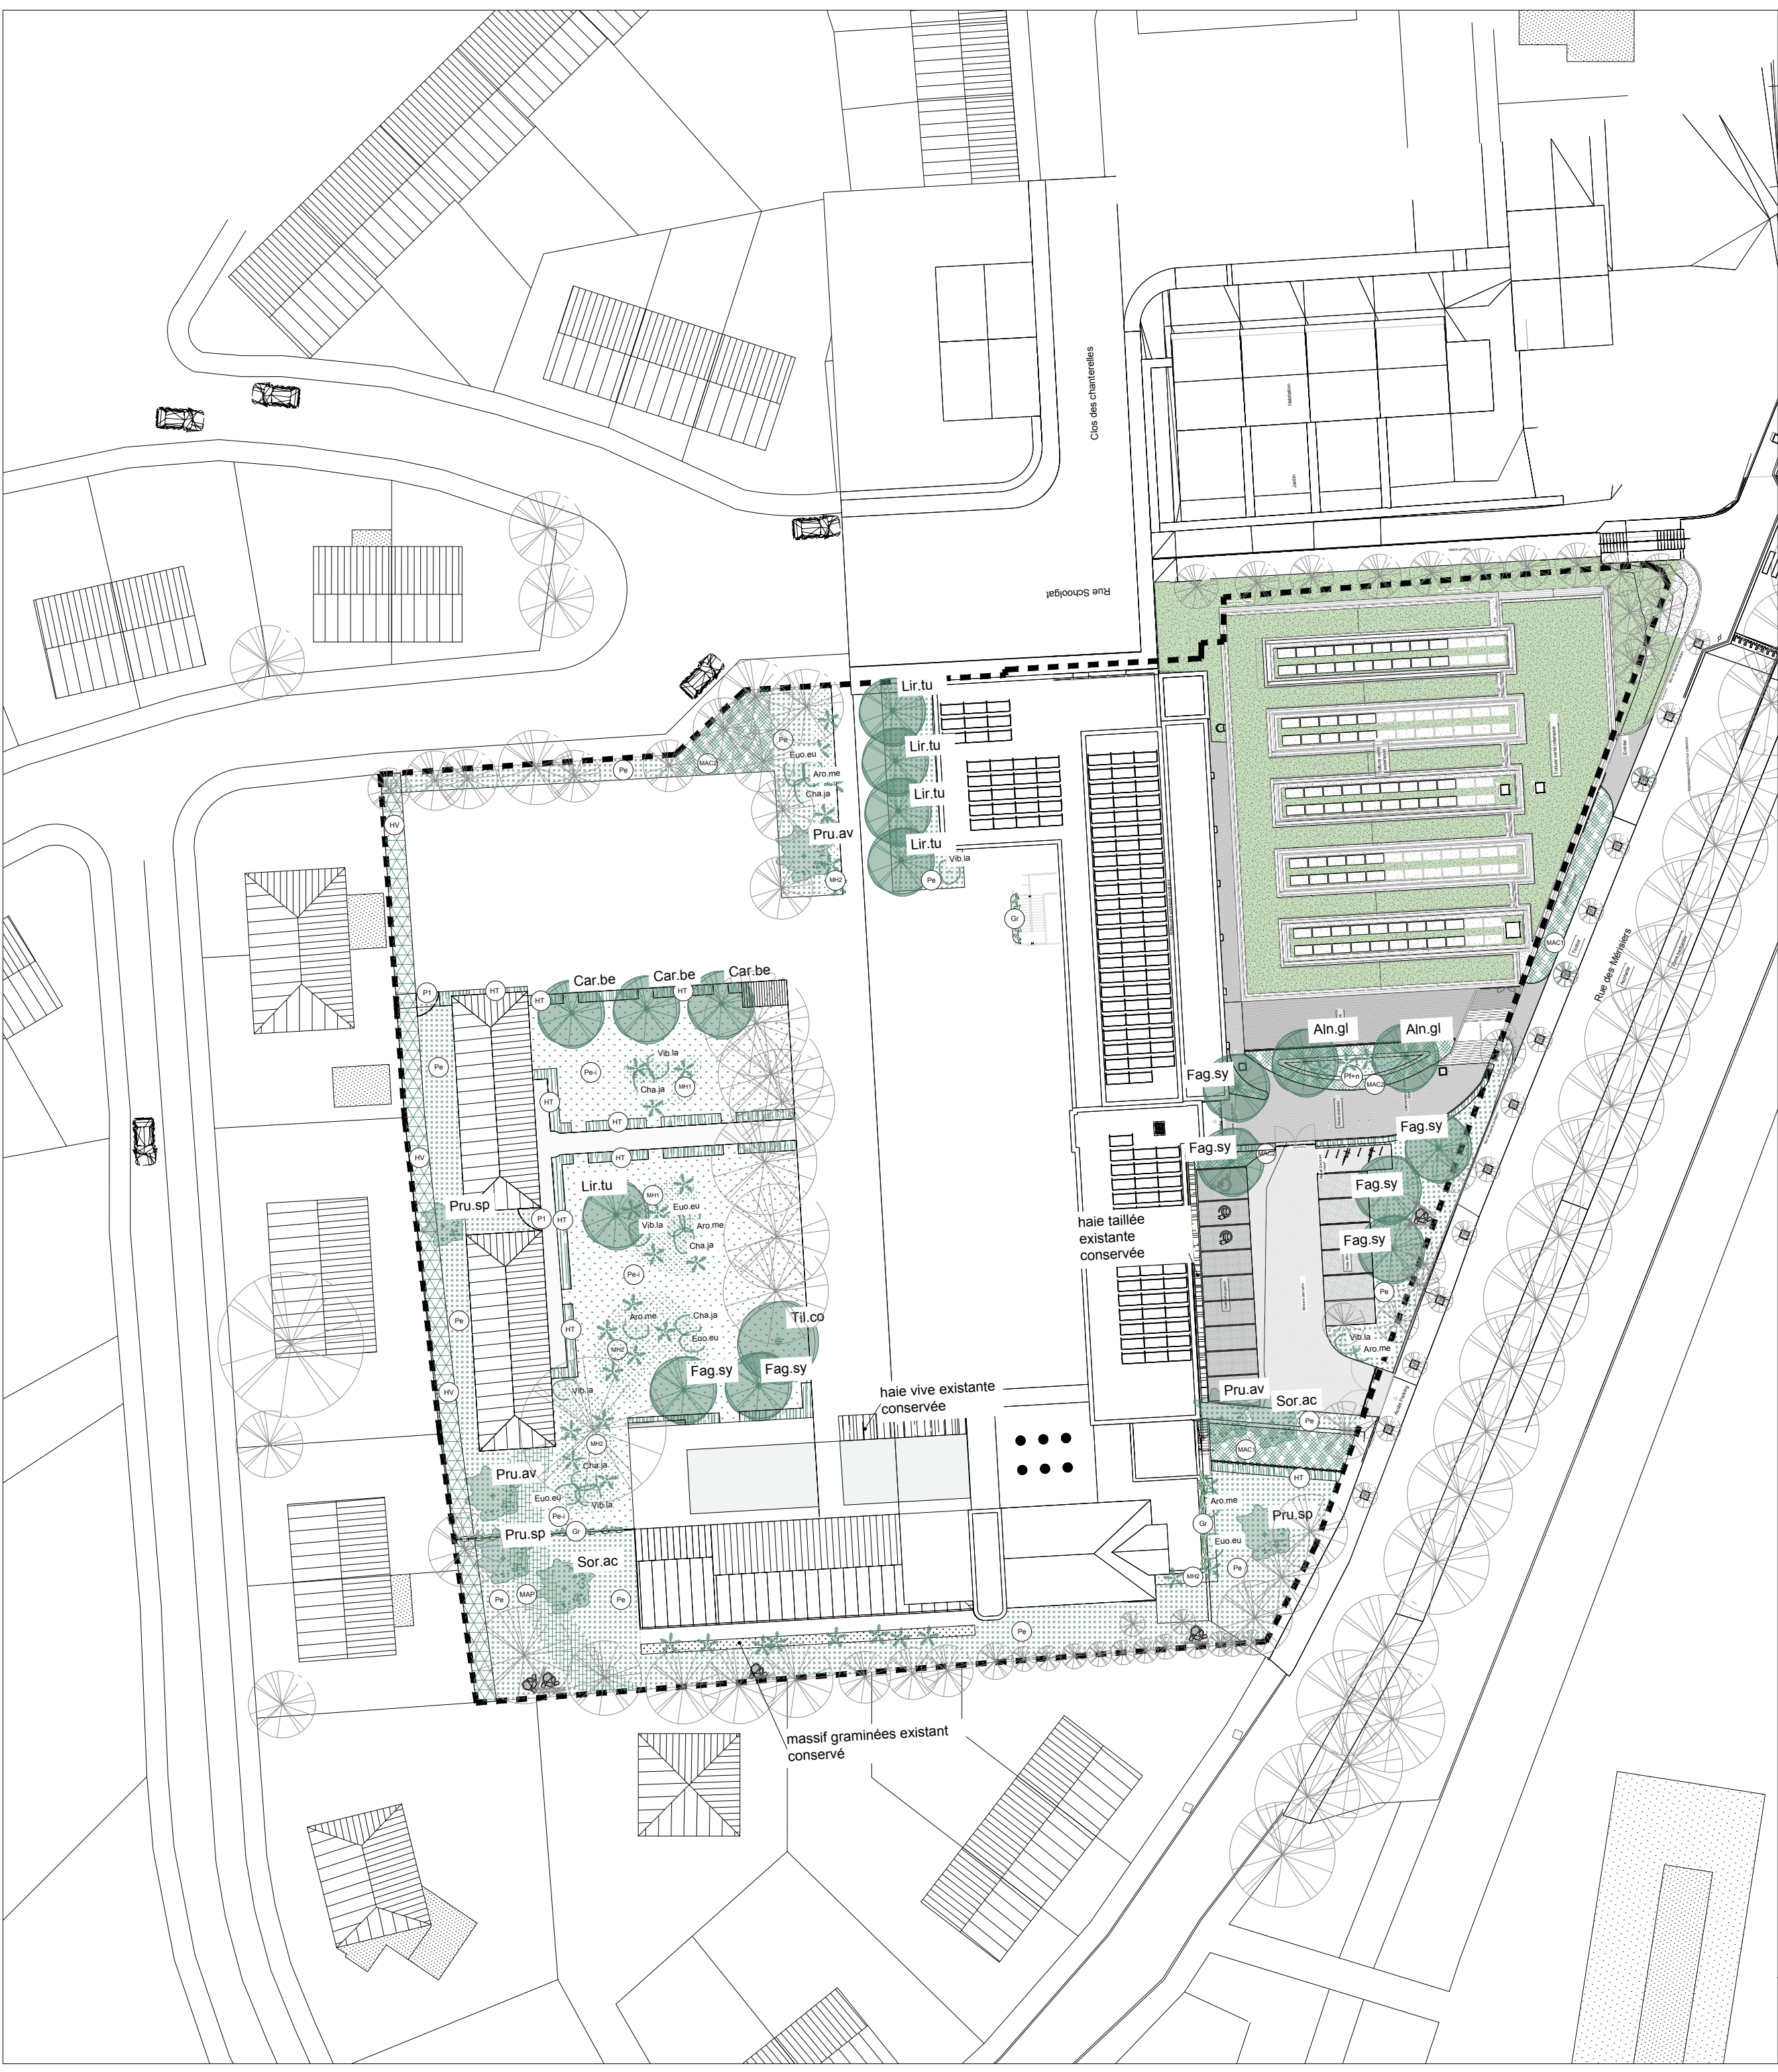 Clos des chanterelles
Habitation
Jardin
Rue Schoolgat
Lir.tu
Pe
Euo.eu
MAC2
Pe
Aro.me
Cha.ja
Lir.tu
Lir.tu
HV
Pru.av
Lir.tu
Vib.la
MH2
Pe
Gr
MAC1
Rue des Mérisiers
Car.be
Car.be
Car.be
P1
HT
HT
HT
Aln.gl
Aln.gl
Vib.la
Pe
Pe-i
Cha.ja
MH1
Fag.sy
Pf+n
MAC2
HT
HT
Fag.sy
Fag.sy
MAC2
HV
HT
Lir.tu
MH1
Fag.sy
Pru.sp
Euo.eu
P1
HT
Vib.la
Aro.me
Cha.ja
haie taillée
existante
conservée
Fag.sy
Pe-i
Pe
Pe
Aro.me
Cha.ja
Til.co
HT
Euo.eu
MH2
Vib.la
Aro.me
Fag.sy
Fag.sy
HV
Vib.la
haie vive existante
conservée
Pru.av
Sor.ac
Accès Parking
Pe
MH2
MAC1
Cha.ja
Pru.av
HT
Euo.eu
Vib.la
Aro.me
Pe-i
Gr
Pru.sp
Gr
Pru.sp
Euo.eu
Sor.ac
Pe
MH2
Pe
MAP
Pe
Pe
massif graminées existant
conservé